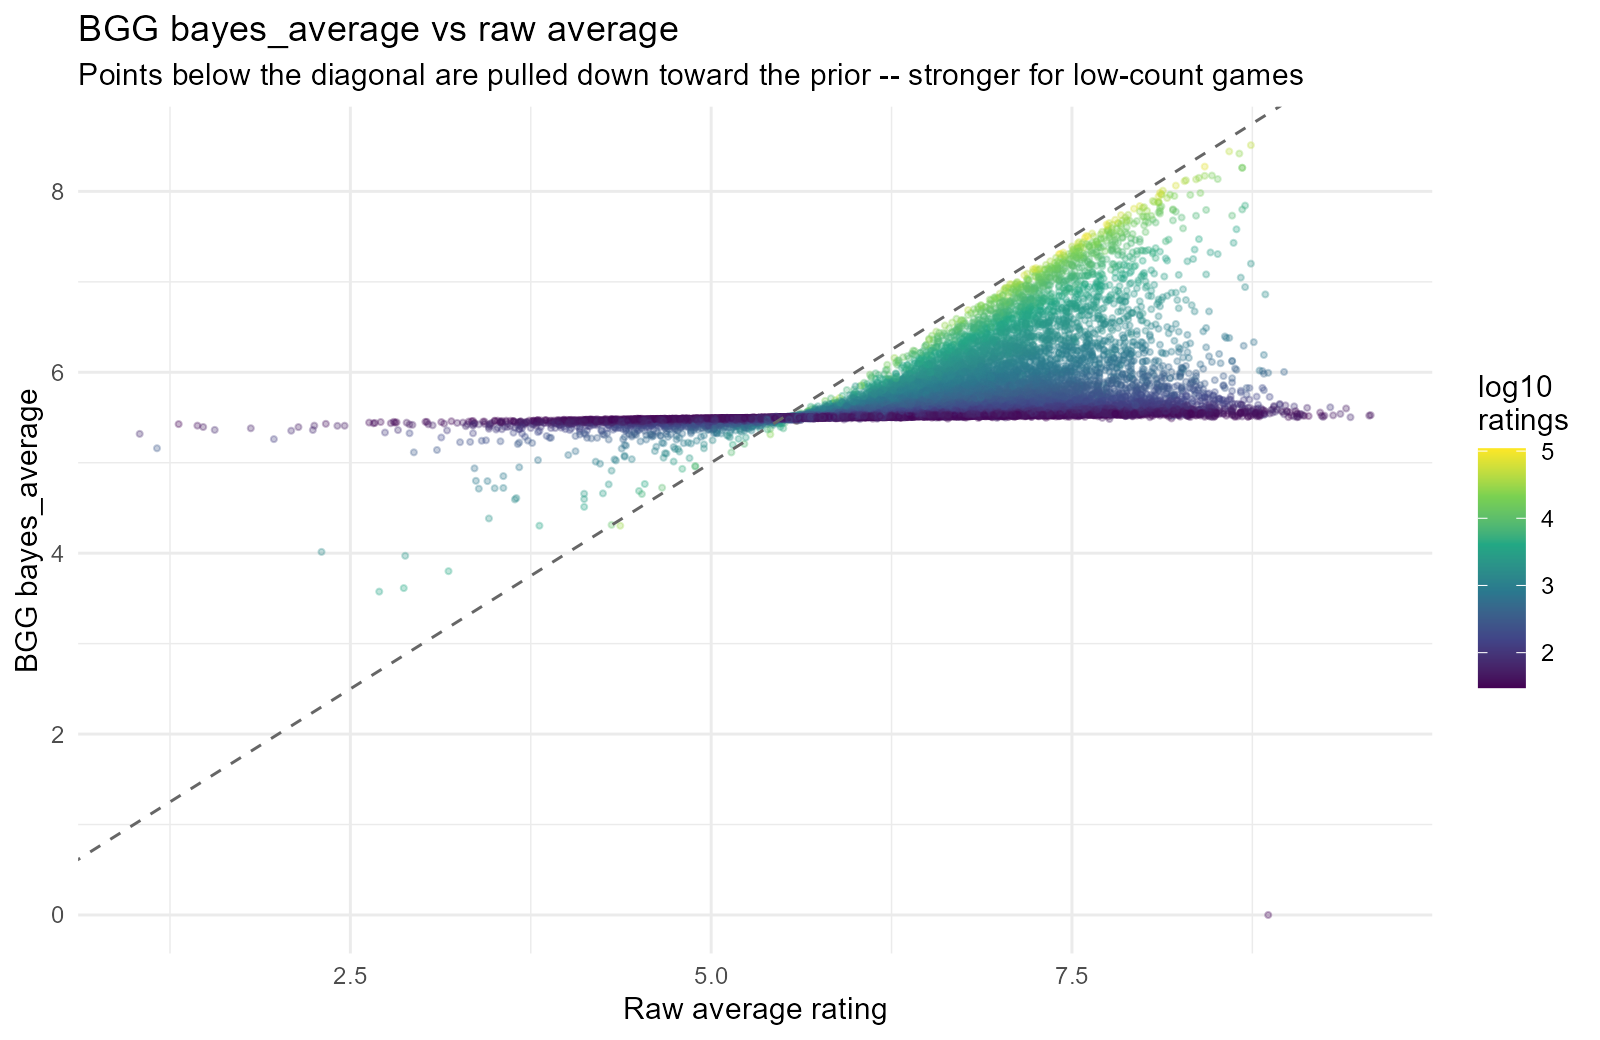 BGG bayes_average vs raw average
Points below the diagonal are pulled down toward the prior -- stronger for low-count games
BGG bayes_average
8
6
4
2
0
2.5
5.0
7.5
Raw average rating
log10
ratings
5
4
3
2